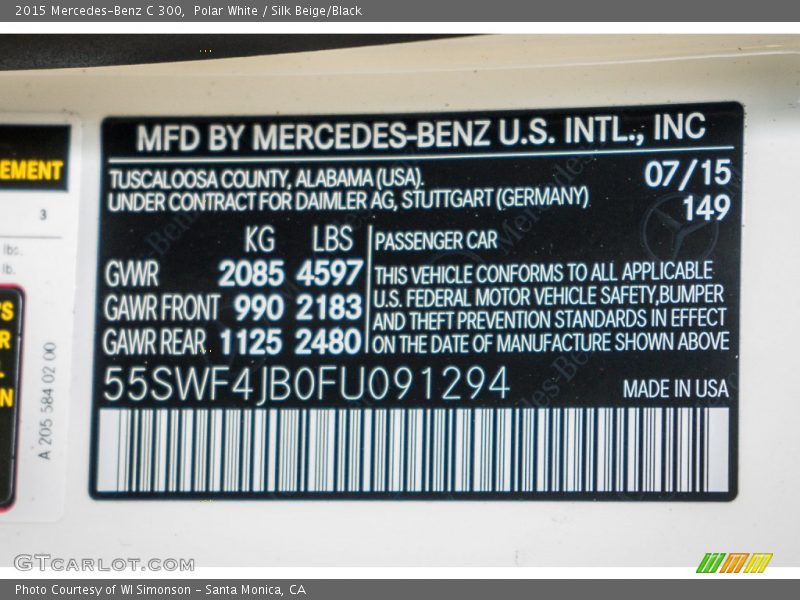 2015 Mercedes-Benz C 300,  Polar White / Silk Beige/Black
EMENT
3
lbs.
lb.
A 205 584 02 00
MFD BY MERCEDES-BENZ U.S. INTL., INC
TUSCALOOSA COUNTY, ALABAMA (USA). 07/15
UNDER CONTRACT FOR DAIMLER AG, STUTTGART (GERMANY) 149
KG LBS PASSENGER CAR
GWR 2085 4597
GAWR FRONT 990 2183
GAWR REAR 1125 2480
THIS VEHICLE CONFORMS TO ALL APPLICABLE
U.S. FEDERAL MOTOR VEHICLE SAFETY,BUMPER
AND THEFT PREVENTION STANDARDS IN EFFECT
ON THE DATE OF MANUFACTURE SHOWN ABOVE
55SWF4JB0FU091294 MADE IN USA
GTCARLOT.COM
Photo Courtesy of WI Simonson - Santa Monica, CA